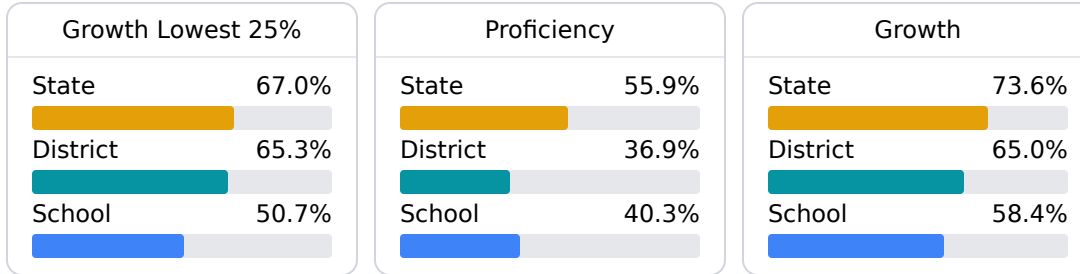 Growth Lowest 25%
State 67.0%
District 65.3%
School 50.7%
Proficiency
State 55.9%
District 36.9%
School 40.3%
Growth
State 73.6%
District 65.0%
School 58.4%